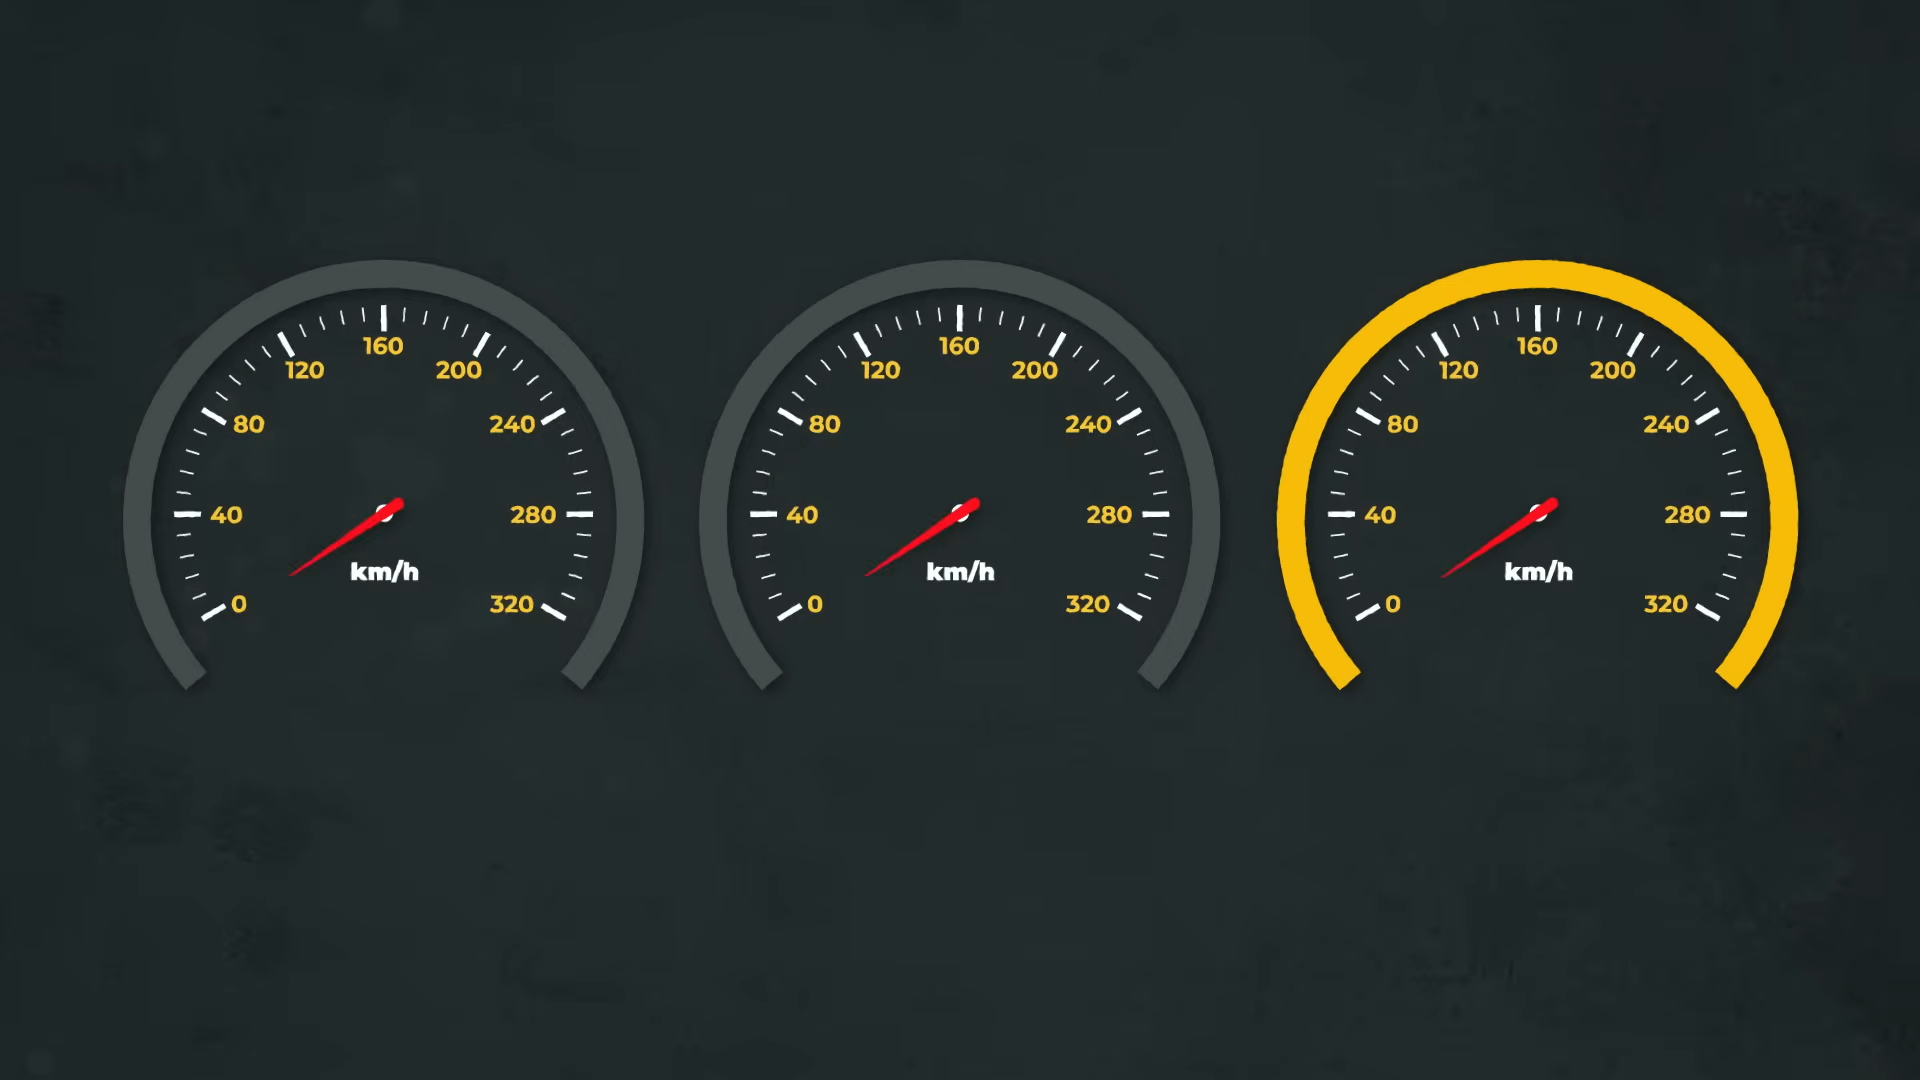 160 160 160
120 200 120 200 120 200
80 240 80 240 80 240
40 280 40 280 40 280
km/h km/h km/h
0 320 0 320 0 320